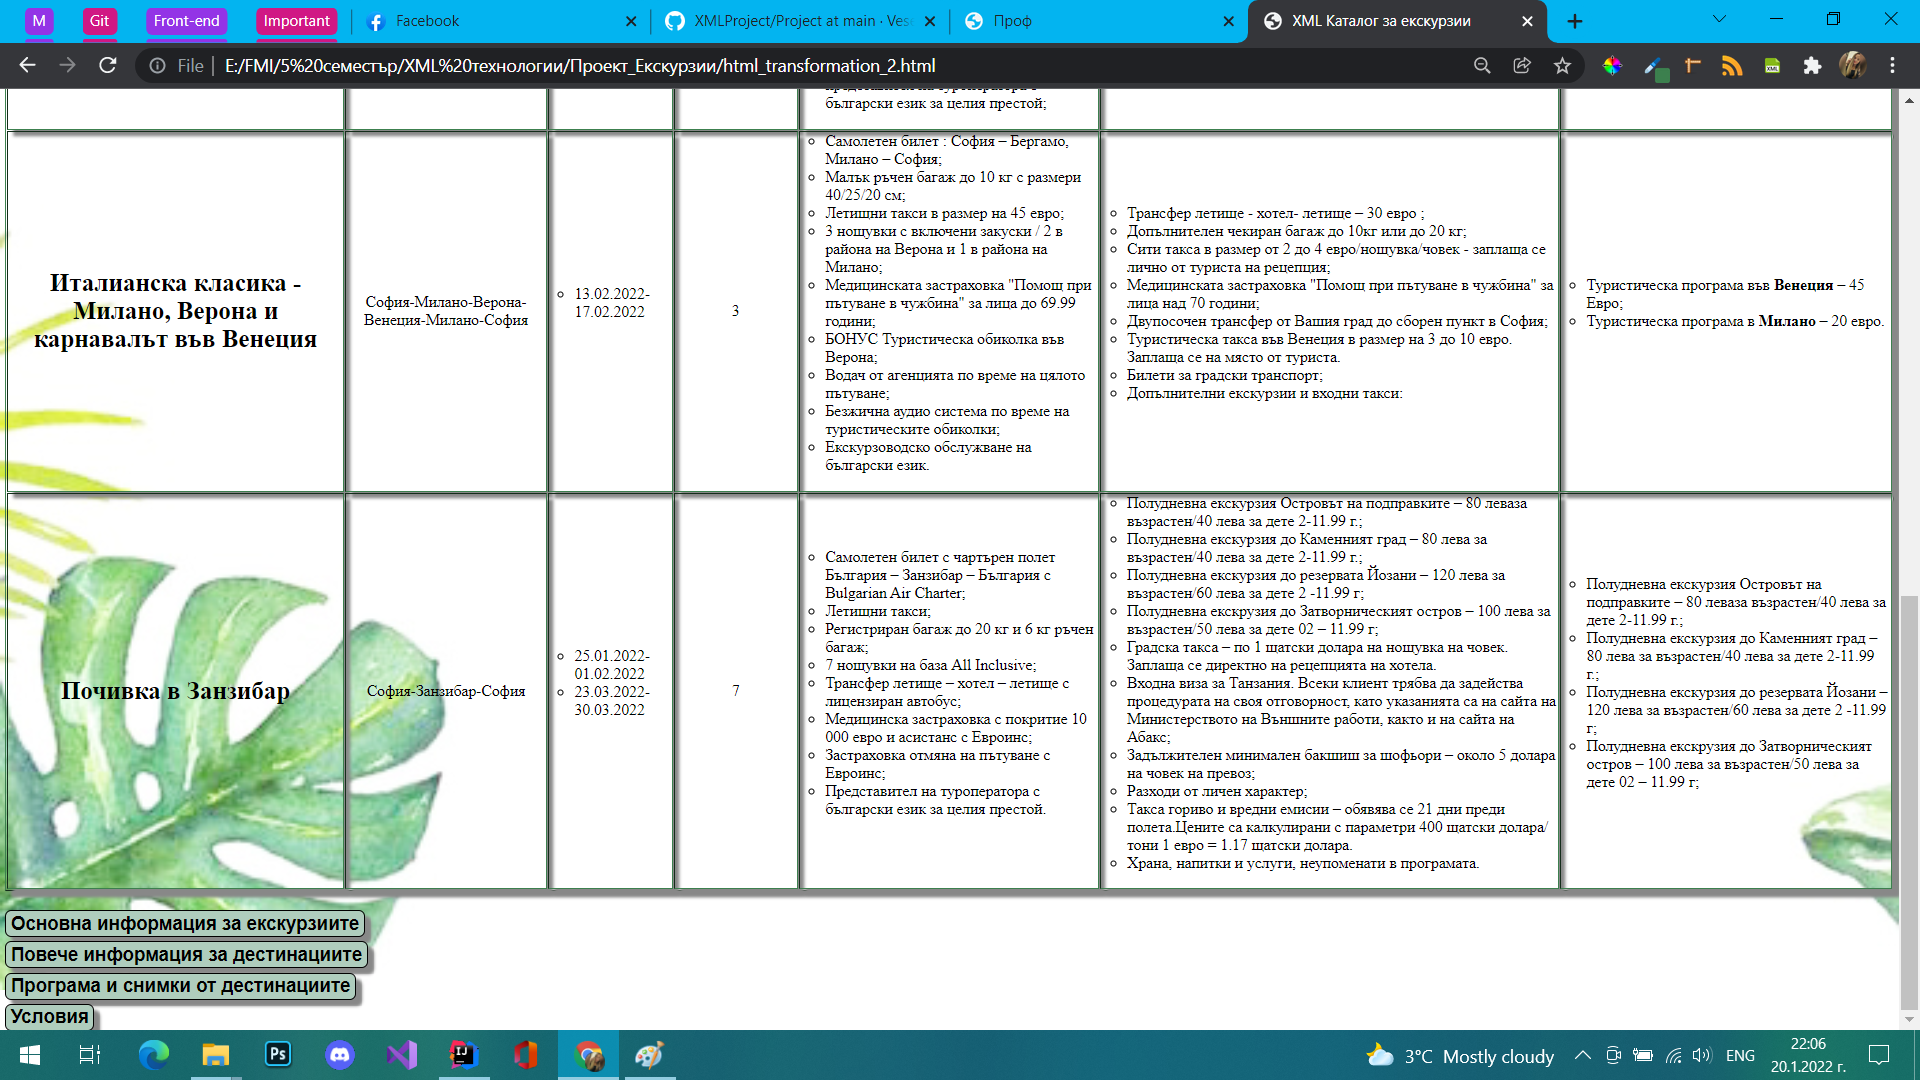 M
Git
Front-end
Important
Facebook
XMLProject/Project at main · Vese
Проф
XML Каталог за екскурзии
File
E:/FMI/5%20семестър/XML%20технологии/Проект_Екскурзии/html_transformation_2.html
български език за целия престой;
Италианска класика -
Милано, Верона и
карнавалът във Венеция
София-Милано-Верона-
Венеция-Милано-София
13.02.2022-
17.02.2022
3
Самолетен билет : София – Бергамо,
Милано – София;
Малък ръчен багаж до 10 кг с размери
40/25/20 см;
Летищни такси в размер на 45 евро;
3 нощувки с включени закуски / 2 в
района на Верона и 1 в района на
Милано;
Медицинската застраховка "Помощ при
пътуване в чужбина" за лица до 69.99
години;
БОНУС Туристическа обиколка във
Верона;
Водач от агенцията по време на цялото
пътуване;
Безжична аудио система по време на
туристическите обиколки;
Екскурзоводско обслужване на
български език.
Трансфер летище - хотел- летище – 30 евро ;
Допълнителен чекиран багаж до 10кг или до 20 кг;
Сити такса в размер от 2 до 4 евро/нощувка/човек - заплаща се
лично от туриста на рецепция;
Медицинската застраховка "Помощ при пътуване в чужбина" за
лица над 70 години;
Двупосочен трансфер от Вашия град до сборен пункт в София;
Туристическа такса във Венеция в размер на 3 до 10 евро.
Заплаща се на място от туриста.
Билети за градски транспорт;
Допълнителни екскурзии и входни такси:
Туристическа програма във Венеция – 45
Евро;
Туристическа програма в Милано – 20 евро.
Почивка в Занзибар
София-Занзибар-София
25.01.2022-
01.02.2022
23.03.2022-
30.03.2022
7
Самолетен билет с чартърен полет
България – Занзибар – България с
Bulgarian Air Charter;
Летищни такси;
Регистриран багаж до 20 кг и 6 кг ръчен
багаж;
7 нощувки на база All Inclusive;
Трансфер летище – хотел – летище с
лицензиран автобус;
Медицинска застраховка с покритие 10
000 евро и асистанс с Евроинс;
Застраховка отмяна на пътуване с
Евроинс;
Представител на туроператора с
български език за целия престой.
Полудневна екскурзия Островът на подправките – 80 леваза
възрастен/40 лева за дете 2-11.99 г.;
Полудневна екскурзия до Каменният град – 80 лева за
възрастен/40 лева за дете 2-11.99 г.;
Полудневна екскурзия до резервата Йозани – 120 лева за
възрастен/60 лева за дете 2 -11.99 г;
Полудневна екскрузия до Затворническият остров – 100 лева за
възрастен/50 лева за дете 02 – 11.99 г;
Градска такса – по 1 щатски долара на нощувка на човек.
Заплаща се директно на рецепцията на хотела.
Входна виза за Танзания. Всеки клиент трябва да задейства
процедурата на своя отговорност, като указанията са на сайта на
Министерството на Външните работи, както и на сайта на
Абакс;
Задължителен минимален бакшиш за шофьори – около 5 долара
на човек на превоз;
Разходи от личен характер;
Такса гориво и вредни емисии – обявява се 21 дни преди
полета.Цените са калкулирани с параметри 400 щатски долара/
тони 1 евро = 1.17 щатски долара.
Храна, напитки и услуги, неупоменати в програмата.
Полудневна екскурзия Островът на
подправките – 80 леваза възрастен/40 лева за
дете 2-11.99 г.;
Полудневна екскурзия до Каменният град –
80 лева за възрастен/40 лева за дете 2-11.99
г.;
Полудневна екскурзия до резервата Йозани –
120 лева за възрастен/60 лева за дете 2 -11.99
г;
Полудневна екскрузия до Затворническият
остров – 100 лева за възрастен/50 лева за
дете 02 – 11.99 г;
Основна информация за екскурзиите
Повече информация за дестинациите
Програма и снимки от дестинациите
Условия
3°C Mostly cloudy
ENG
22:06
20.1.2022 г.